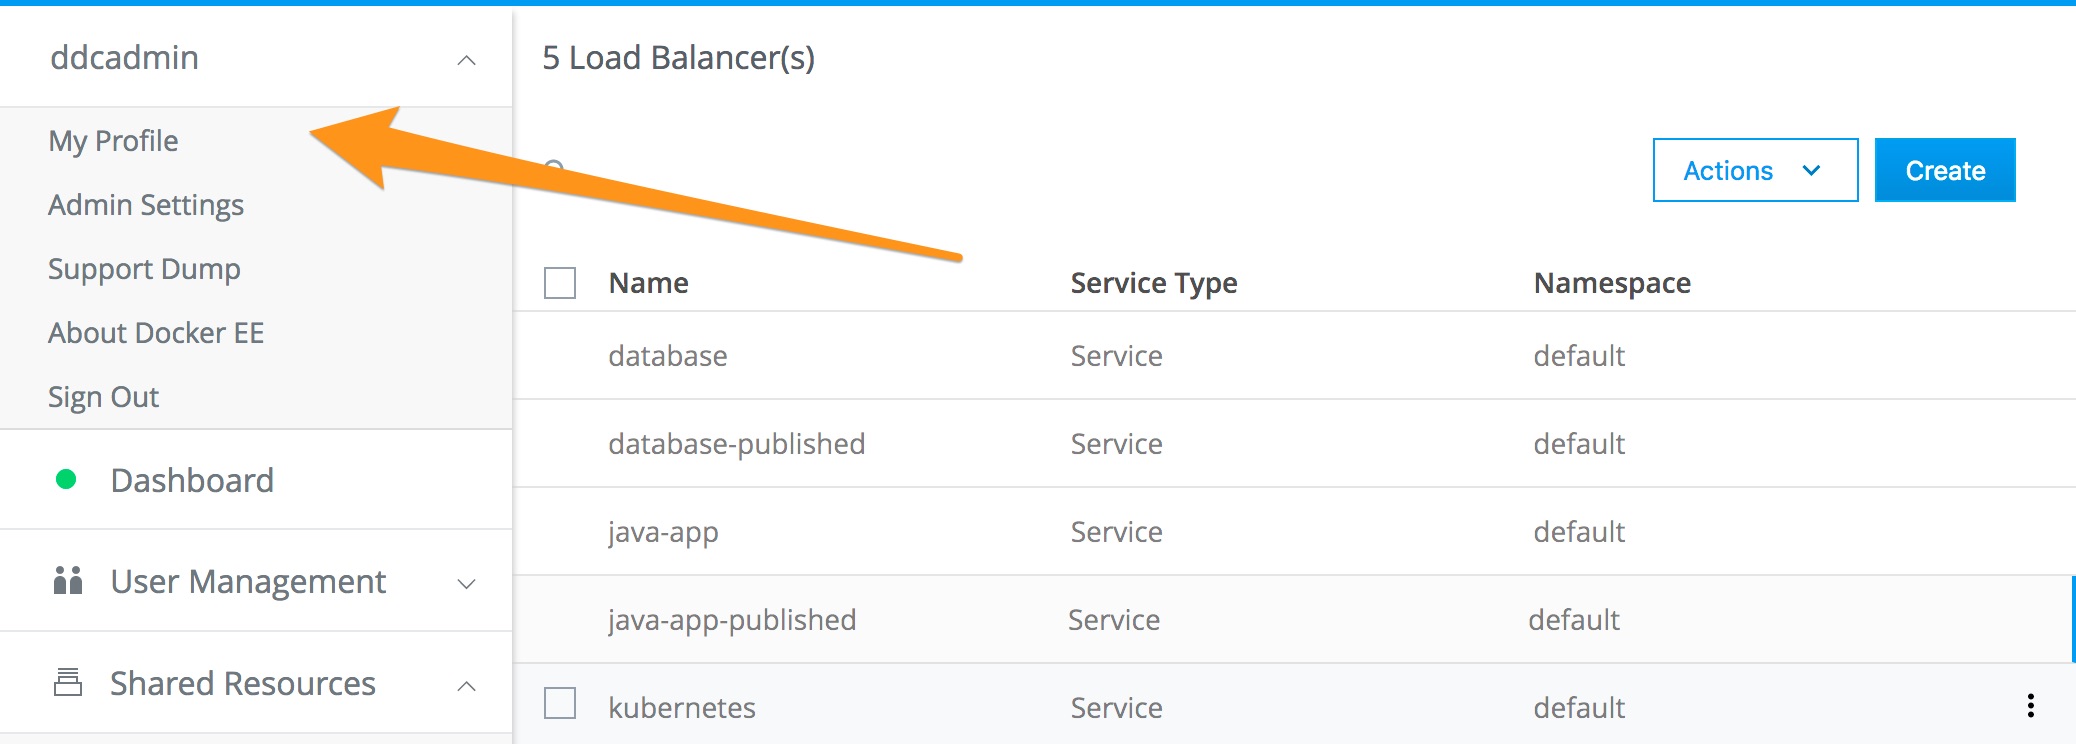 ddcadmin
My Profile
Admin Settings
Support Dump
About Docker EE
Sign Out
Dashboard
User Management
Shared Resources
5 Load Balancer(s)
Actions
Create
Name Service Type Namespace
database Service default
database-published Service default
java-app Service default
java-app-published Service default
kubernetes Service default